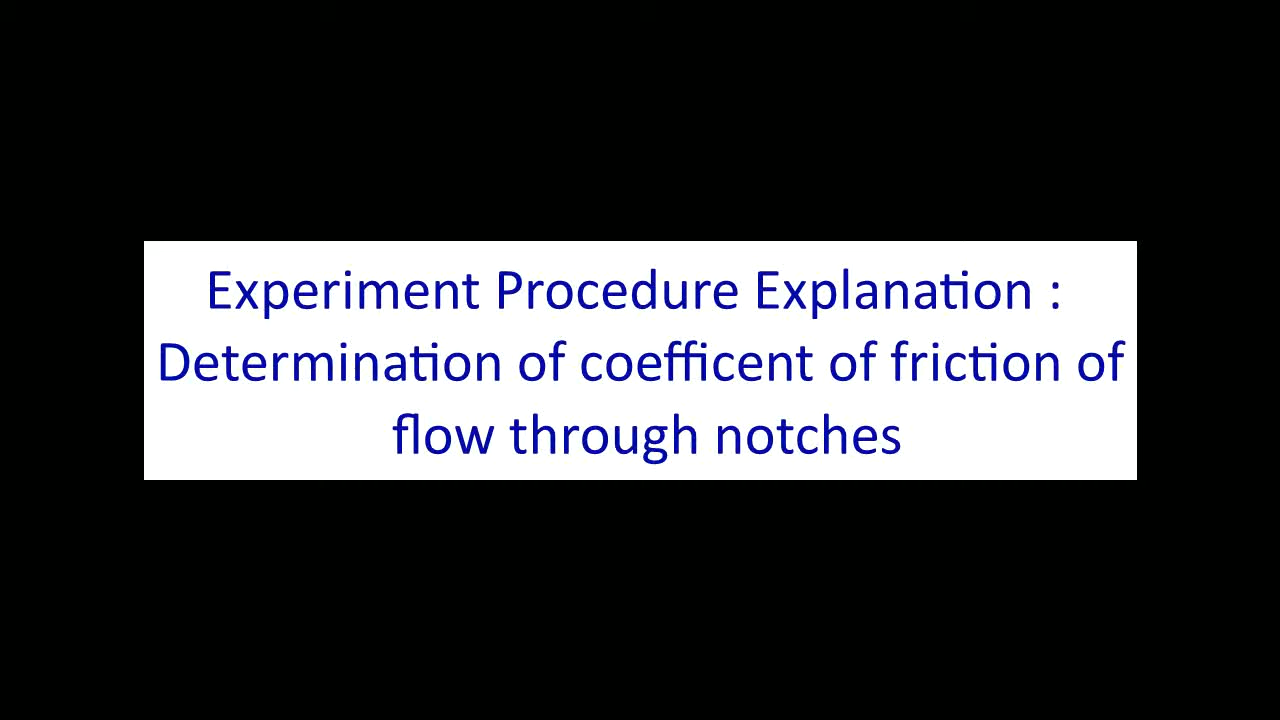 Experiment Procedure Explanation :
Determination of coefficent of friction of
flow through notches